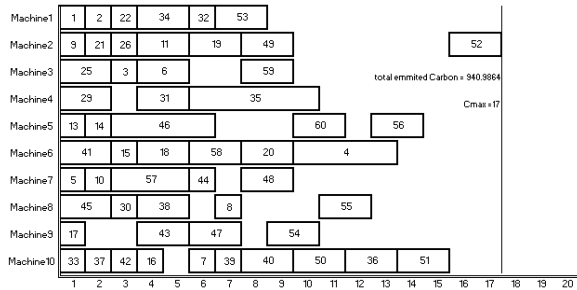 Machine1 1 2 22 34 32 53
Machine2 9 21 26 11 19 49 52
Machine3 25 3 6 59
total emmited Carbon = 940.9864
Machine4 29 31 35
Cmax=17
Machine5 13 14 46 60 56
Machine6 41 15 18 58 20 4
Machine7 5 10 57 44 48
Machine8 45 30 38 8 55
Machine9 17 43 47 54
Machine10 33 37 42 16 7 39 40 50 36 51
1 2 3 4 5 6 7 8 9 10 11 12 13 14 15 16 17 18 19 20